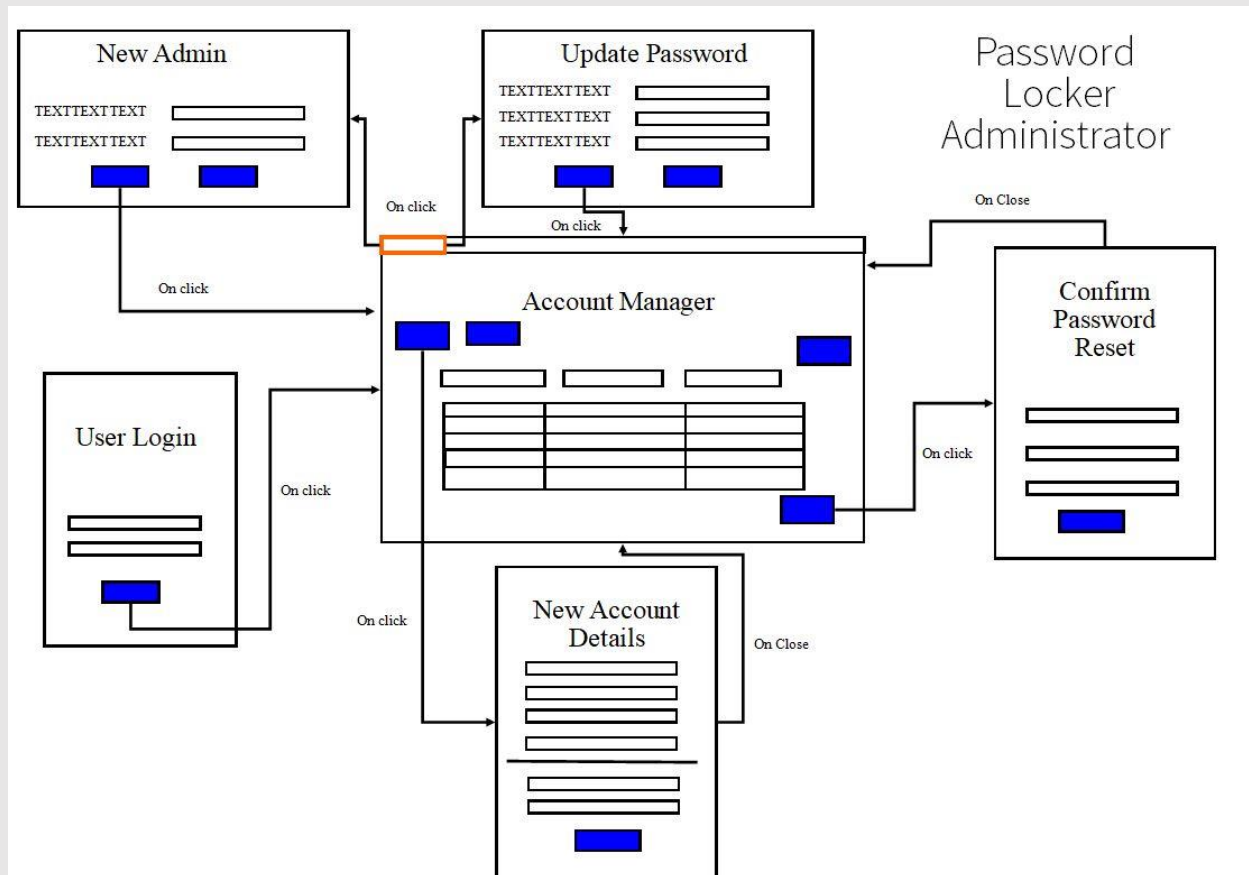 New Admin
TEXTTEXTTEXT
TEXTTEXTTEXT
Update Password
TEXTTEXTTEXT
TEXTTEXTTEXT
TEXTTEXTTEXT
Password
Locker
Administrator
On click
On click
On Close
On click
Account Manager
Confirm
Password
Reset
User Login
On click
On click
On click
New Account
Details
On Close